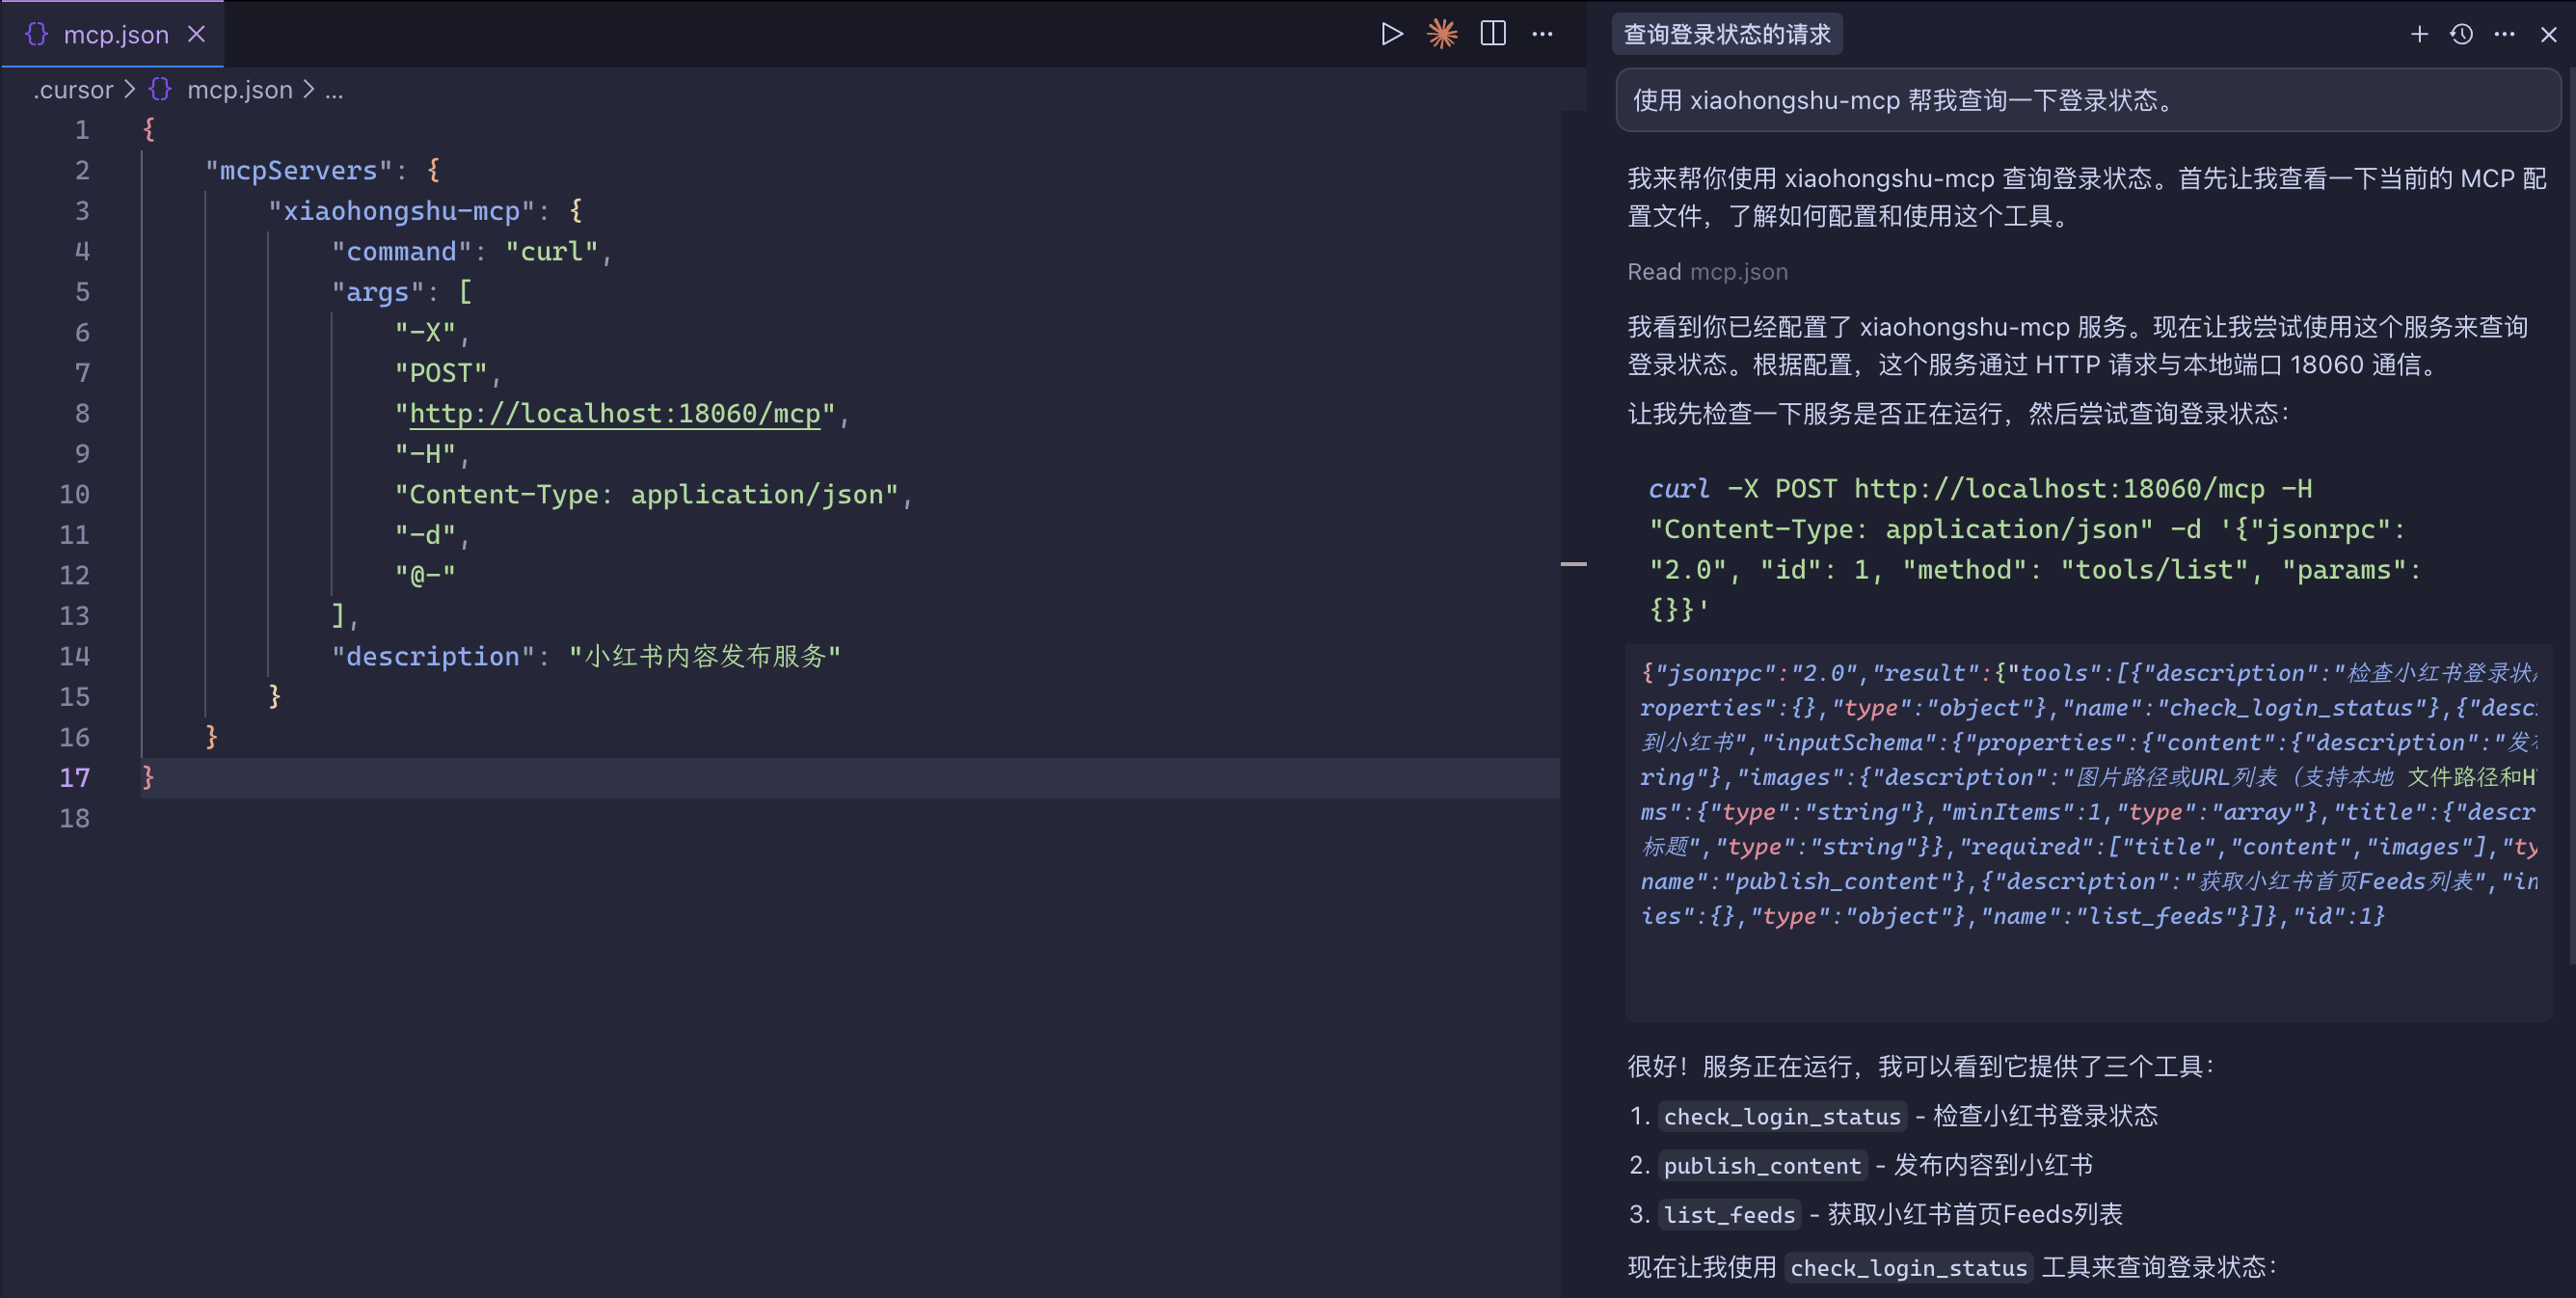 mcp.json
.cursor > {} mcp.json > ...
1 {
2 "mcpServers": {
3 "xiaohongshu-mcp": {
4 "command": "curl",
5 "args": [
6 "-X",
7 "POST",
8 "http://localhost:18060/mcp",
9 "-H",
10 "Content-Type: application/json",
11 "-d",
12 "@-"
13 ],
14 "description": "小红书内容发布服务"
15 }
16 }
17 }
18
查询登录状态的请求
使用 xiaohongshu-mcp 帮我查询一下登录状态。
我来帮你使用 xiaohongshu-mcp 查询登录状态。首先让我查看一下当前的 MCP 配
置文件，了解如何配置和使用这个工具。
Read mcp.json
我看到你已经配置了 xiaohongshu-mcp 服务。现在让我尝试使用这个服务来查询
登录状态。根据配置，这个服务通过 HTTP 请求与本地端口 18060 通信。
让我先检查一下服务是否正在运行，然后尝试查询登录状态：
curl -X POST http://localhost:18060/mcp -H
"Content-Type: application/json" -d '{"jsonrpc":
"2.0", "id": 1, "method": "tools/list", "params":
{}}'
{"jsonrpc":"2.0","result":{"tools":[{"description":"检查小红书登录状
roperties":{},"type":"object"},"name":"check_login_status"},{"desc
到小红书","inputSchema":{"properties":{"content":{"description":"发
ring"},"images":{"description":"图片路径或URL列表（支持本地 文件路径和H
ms":{"type":"string"},"minItems":1,"type":"array"},"title":{"descr
标题","type":"string"}},"required":["title","content","images"],"ty
name":"publish_content"},{"description":"获取小红书首页Feeds列表","in
ies":{},"type":"object"},"name":"list_feeds"}]},"id":1}
很好！服务正在运行，我可以看到它提供了三个工具：
1. check_login_status - 检查小红书登录状态
2. publish_content - 发布内容到小红书
3. list_feeds - 获取小红书首页Feeds列表
现在让我使用 check_login_status 工具来查询登录状态：